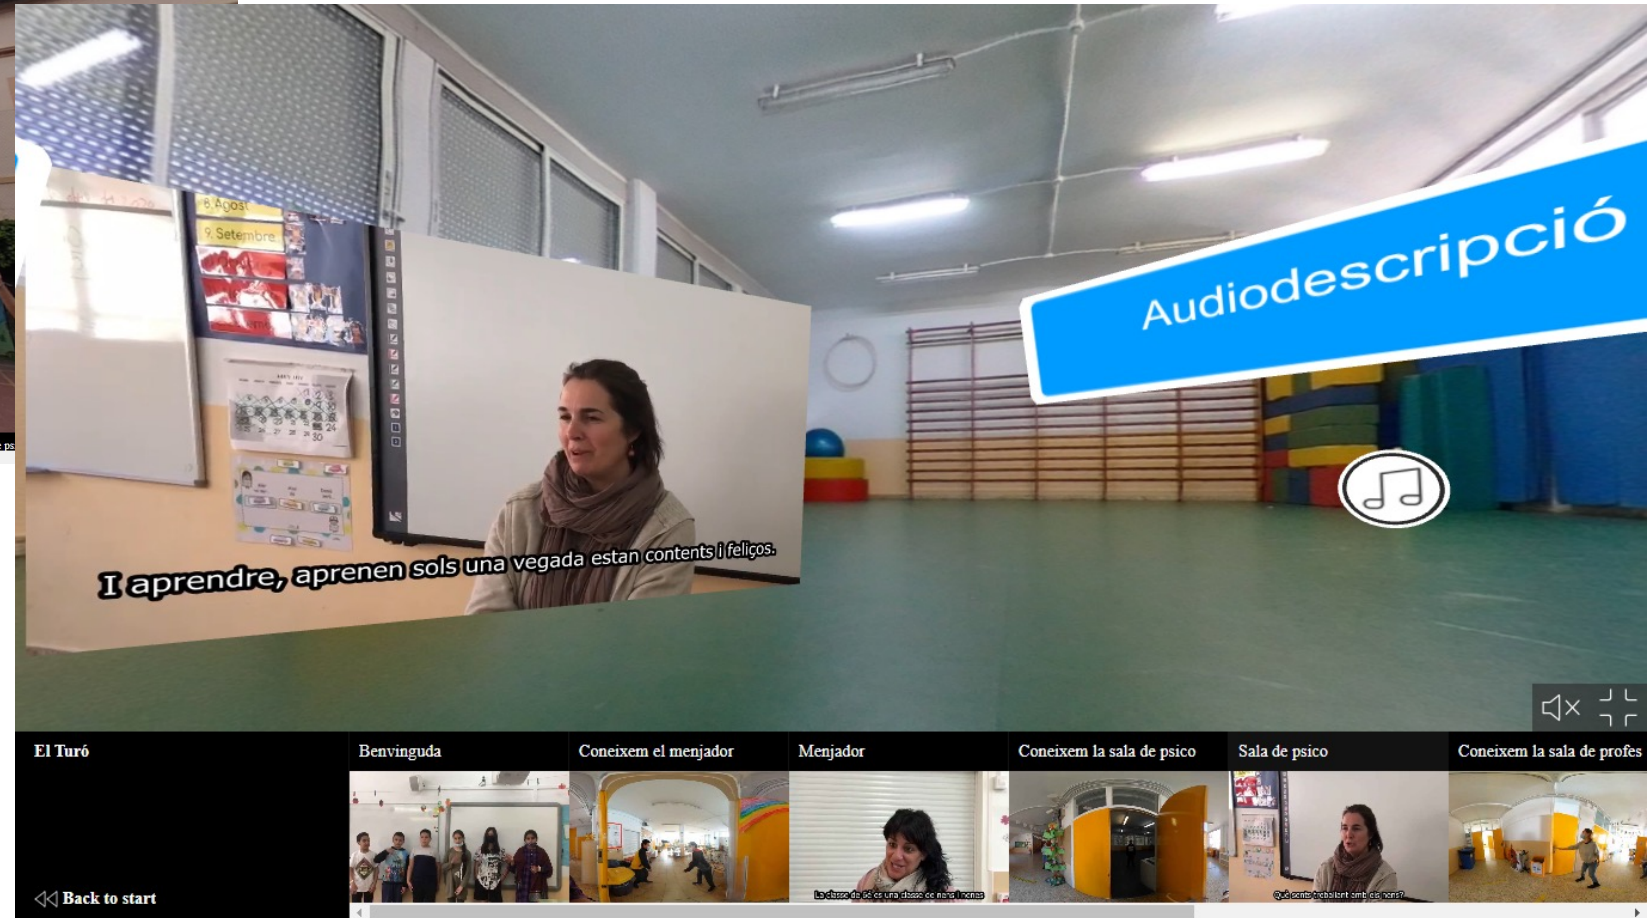 8. Agost
9. Setembre
Audiodescripció
I aprendre, aprenen sols una vegada estan contents i feliços.
El Turó
Benvinguda
Coneixem el menjador
Menjador
Coneixem la sala de psico
Sala de psico
Coneixem la sala de profes
La classe de 6è és una classe de nens i nenes
Què sents treballant amb els nens?
Back to start